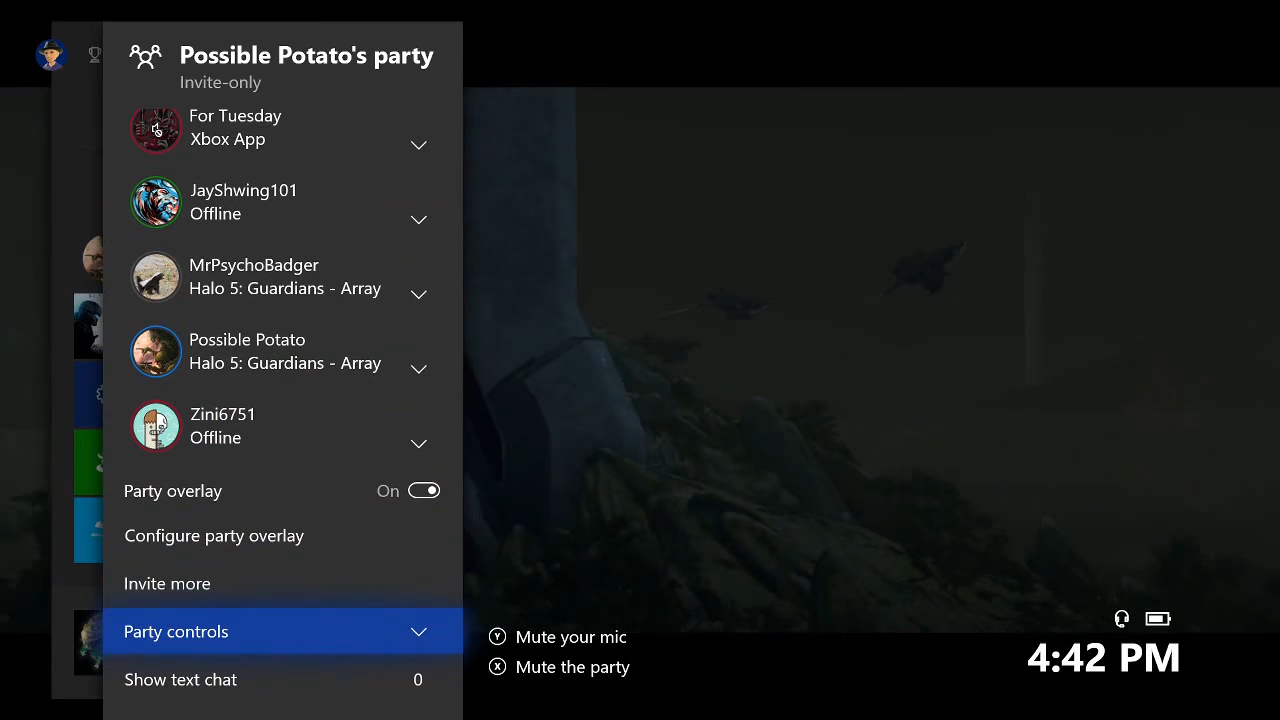 Possible Potato's party
Invite-only
For Tuesday
Xbox App
JayShwing101
Offline
MrPsychoBadger
Halo 5: Guardians - Array
Possible Potato
Halo 5: Guardians - Array
Zini6751
Offline
Party overlay On
Configure party overlay
Invite more
Party controls
Show text chat 0
Y Mute your mic
X Mute the party
4:42 PM